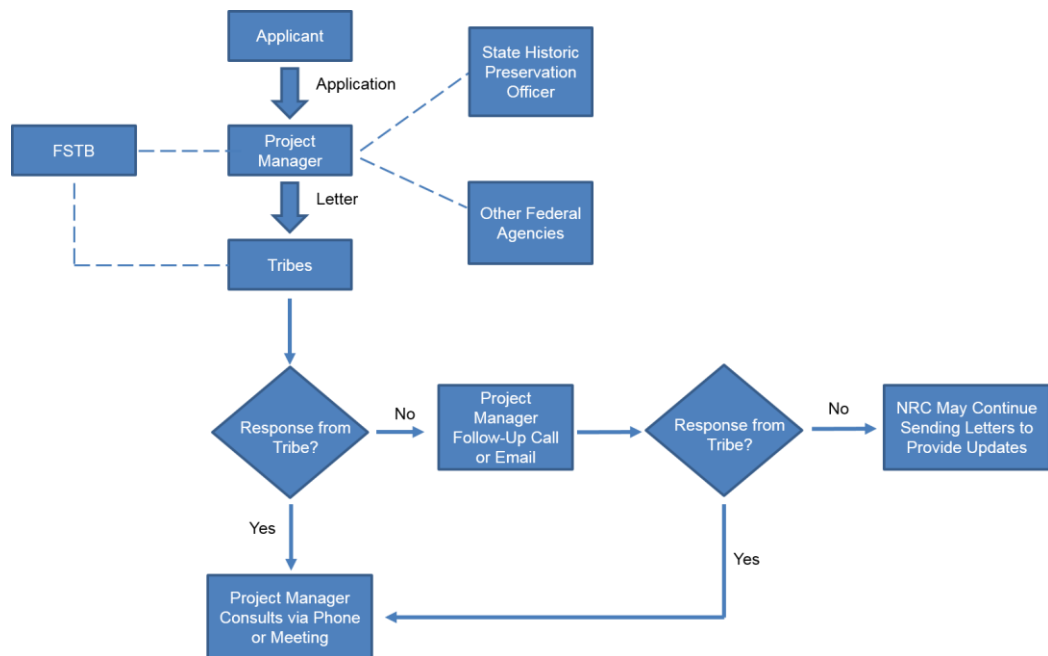 Applicant
State Historic
Preservation
Officer
Application
FSTB
Project
Manager
Letter
Other Federal
Agencies
Tribes
Response from
Tribe?
No
Project
Manager
Follow-Up Call
or Email
Response from
Tribe?
No
NRC May Continue
Sending Letters to
Provide Updates
Yes
Yes
Project Manager
Consults via Phone
or Meeting